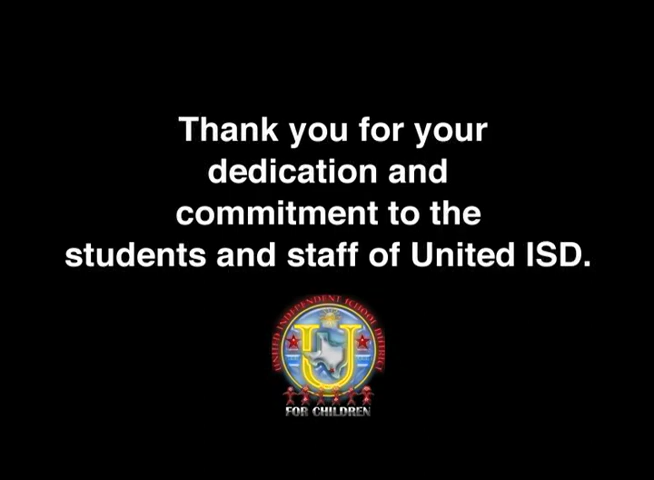 Thank you for your
dedication and
commitment to the
students and staff of United ISD.
UNITED INDEPENDENT SCHOOL DISTRICT
U
FOR CHILDREN